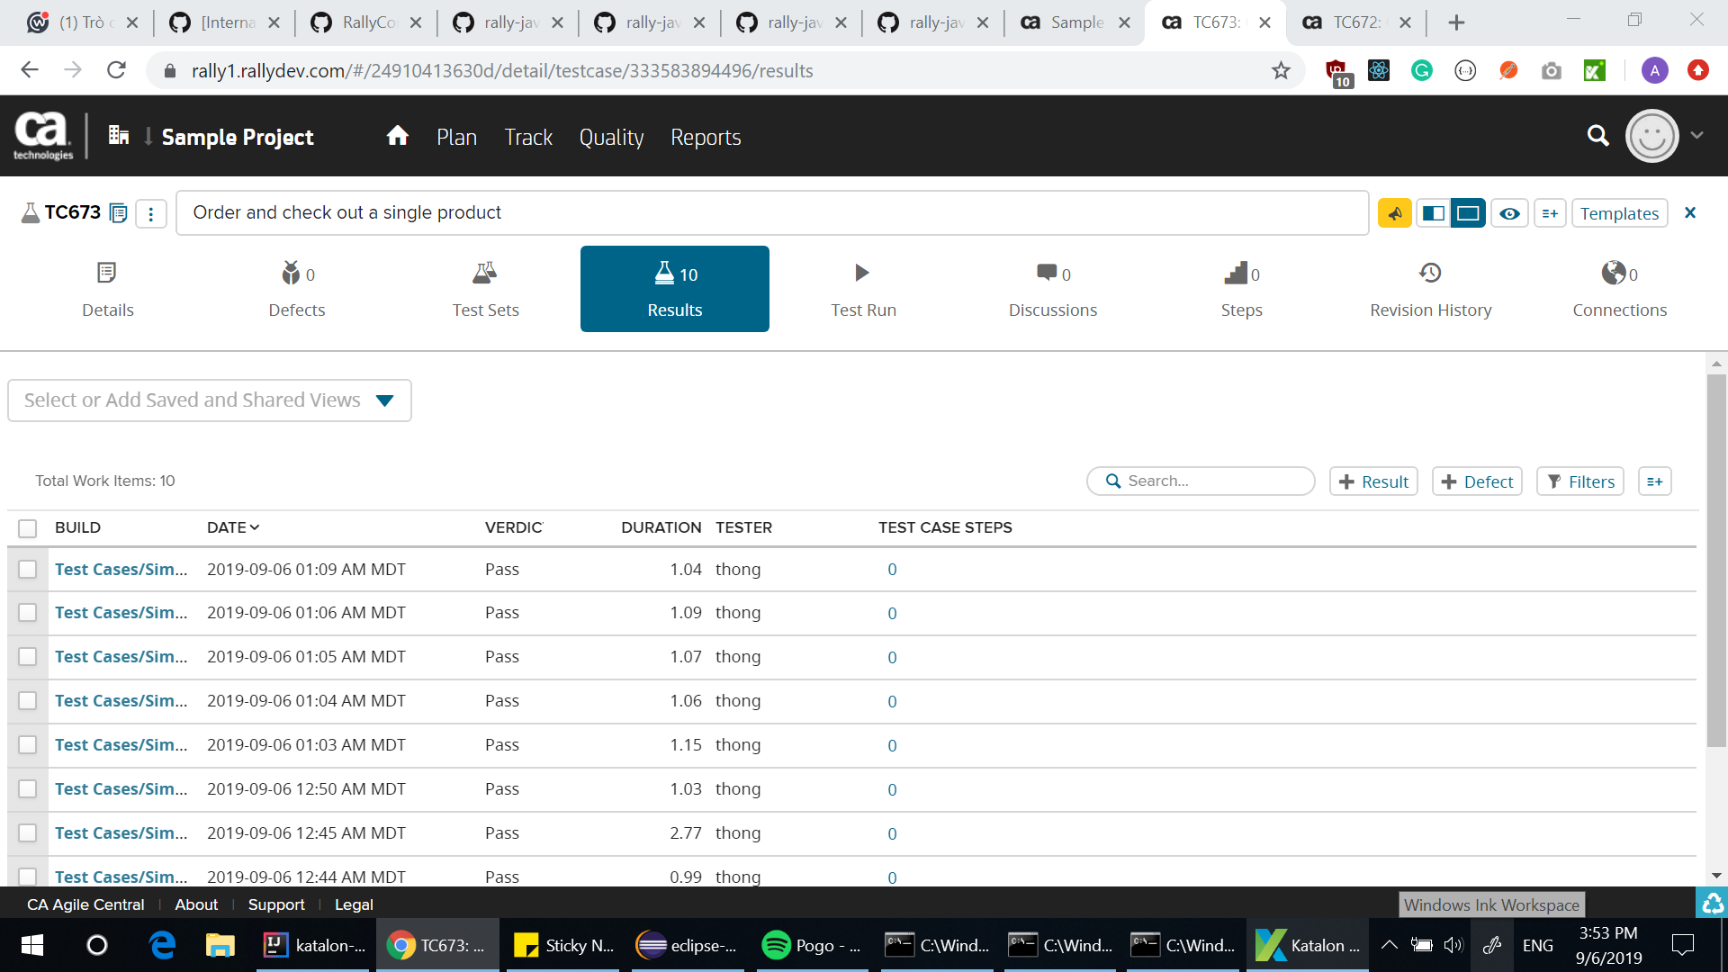 (1) Trò c
[Interna
RallyCo
rally-jav
rally-jav
rally-jav
rally-jav
ca Sample
ca TC673:
ca TC672:
rally1.rallydev.com/#/24910413630d/detail/testcase/333583894496/results
10
A
ca technologies
Sample Project
Plan Track Quality Reports
TC673
Order and check out a single product
Templates
Details
0 Defects
Test Sets
10 Results
Test Run
0 Discussions
0 Steps
Revision History
0 Connections
Select or Add Saved and Shared Views
Total Work Items: 10
Search...
Result
Defect
Filters
BUILD DATE VERDIC DURATION TESTER TEST CASE STEPS
Test Cases/Sim... 2019-09-06 01:09 AM MDT Pass 1.04 thong 0
Test Cases/Sim... 2019-09-06 01:06 AM MDT Pass 1.09 thong 0
Test Cases/Sim... 2019-09-06 01:05 AM MDT Pass 1.07 thong 0
Test Cases/Sim... 2019-09-06 01:04 AM MDT Pass 1.06 thong 0
Test Cases/Sim... 2019-09-06 01:03 AM MDT Pass 1.15 thong 0
Test Cases/Sim... 2019-09-06 12:50 AM MDT Pass 1.03 thong 0
Test Cases/Sim... 2019-09-06 12:45 AM MDT Pass 2.77 thong 0
Test Cases/Sim... 2019-09-06 12:44 AM MDT Pass 0.99 thong 0
CA Agile Central | About | Support | Legal
Windows Ink Workspace
katalon-...
TC673: ...
Sticky N...
eclipse-...
Pogo - ...
C:\Wind...
C:\Wind...
C:\Wind...
Katalon ...
ENG
3:53 PM
9/6/2019